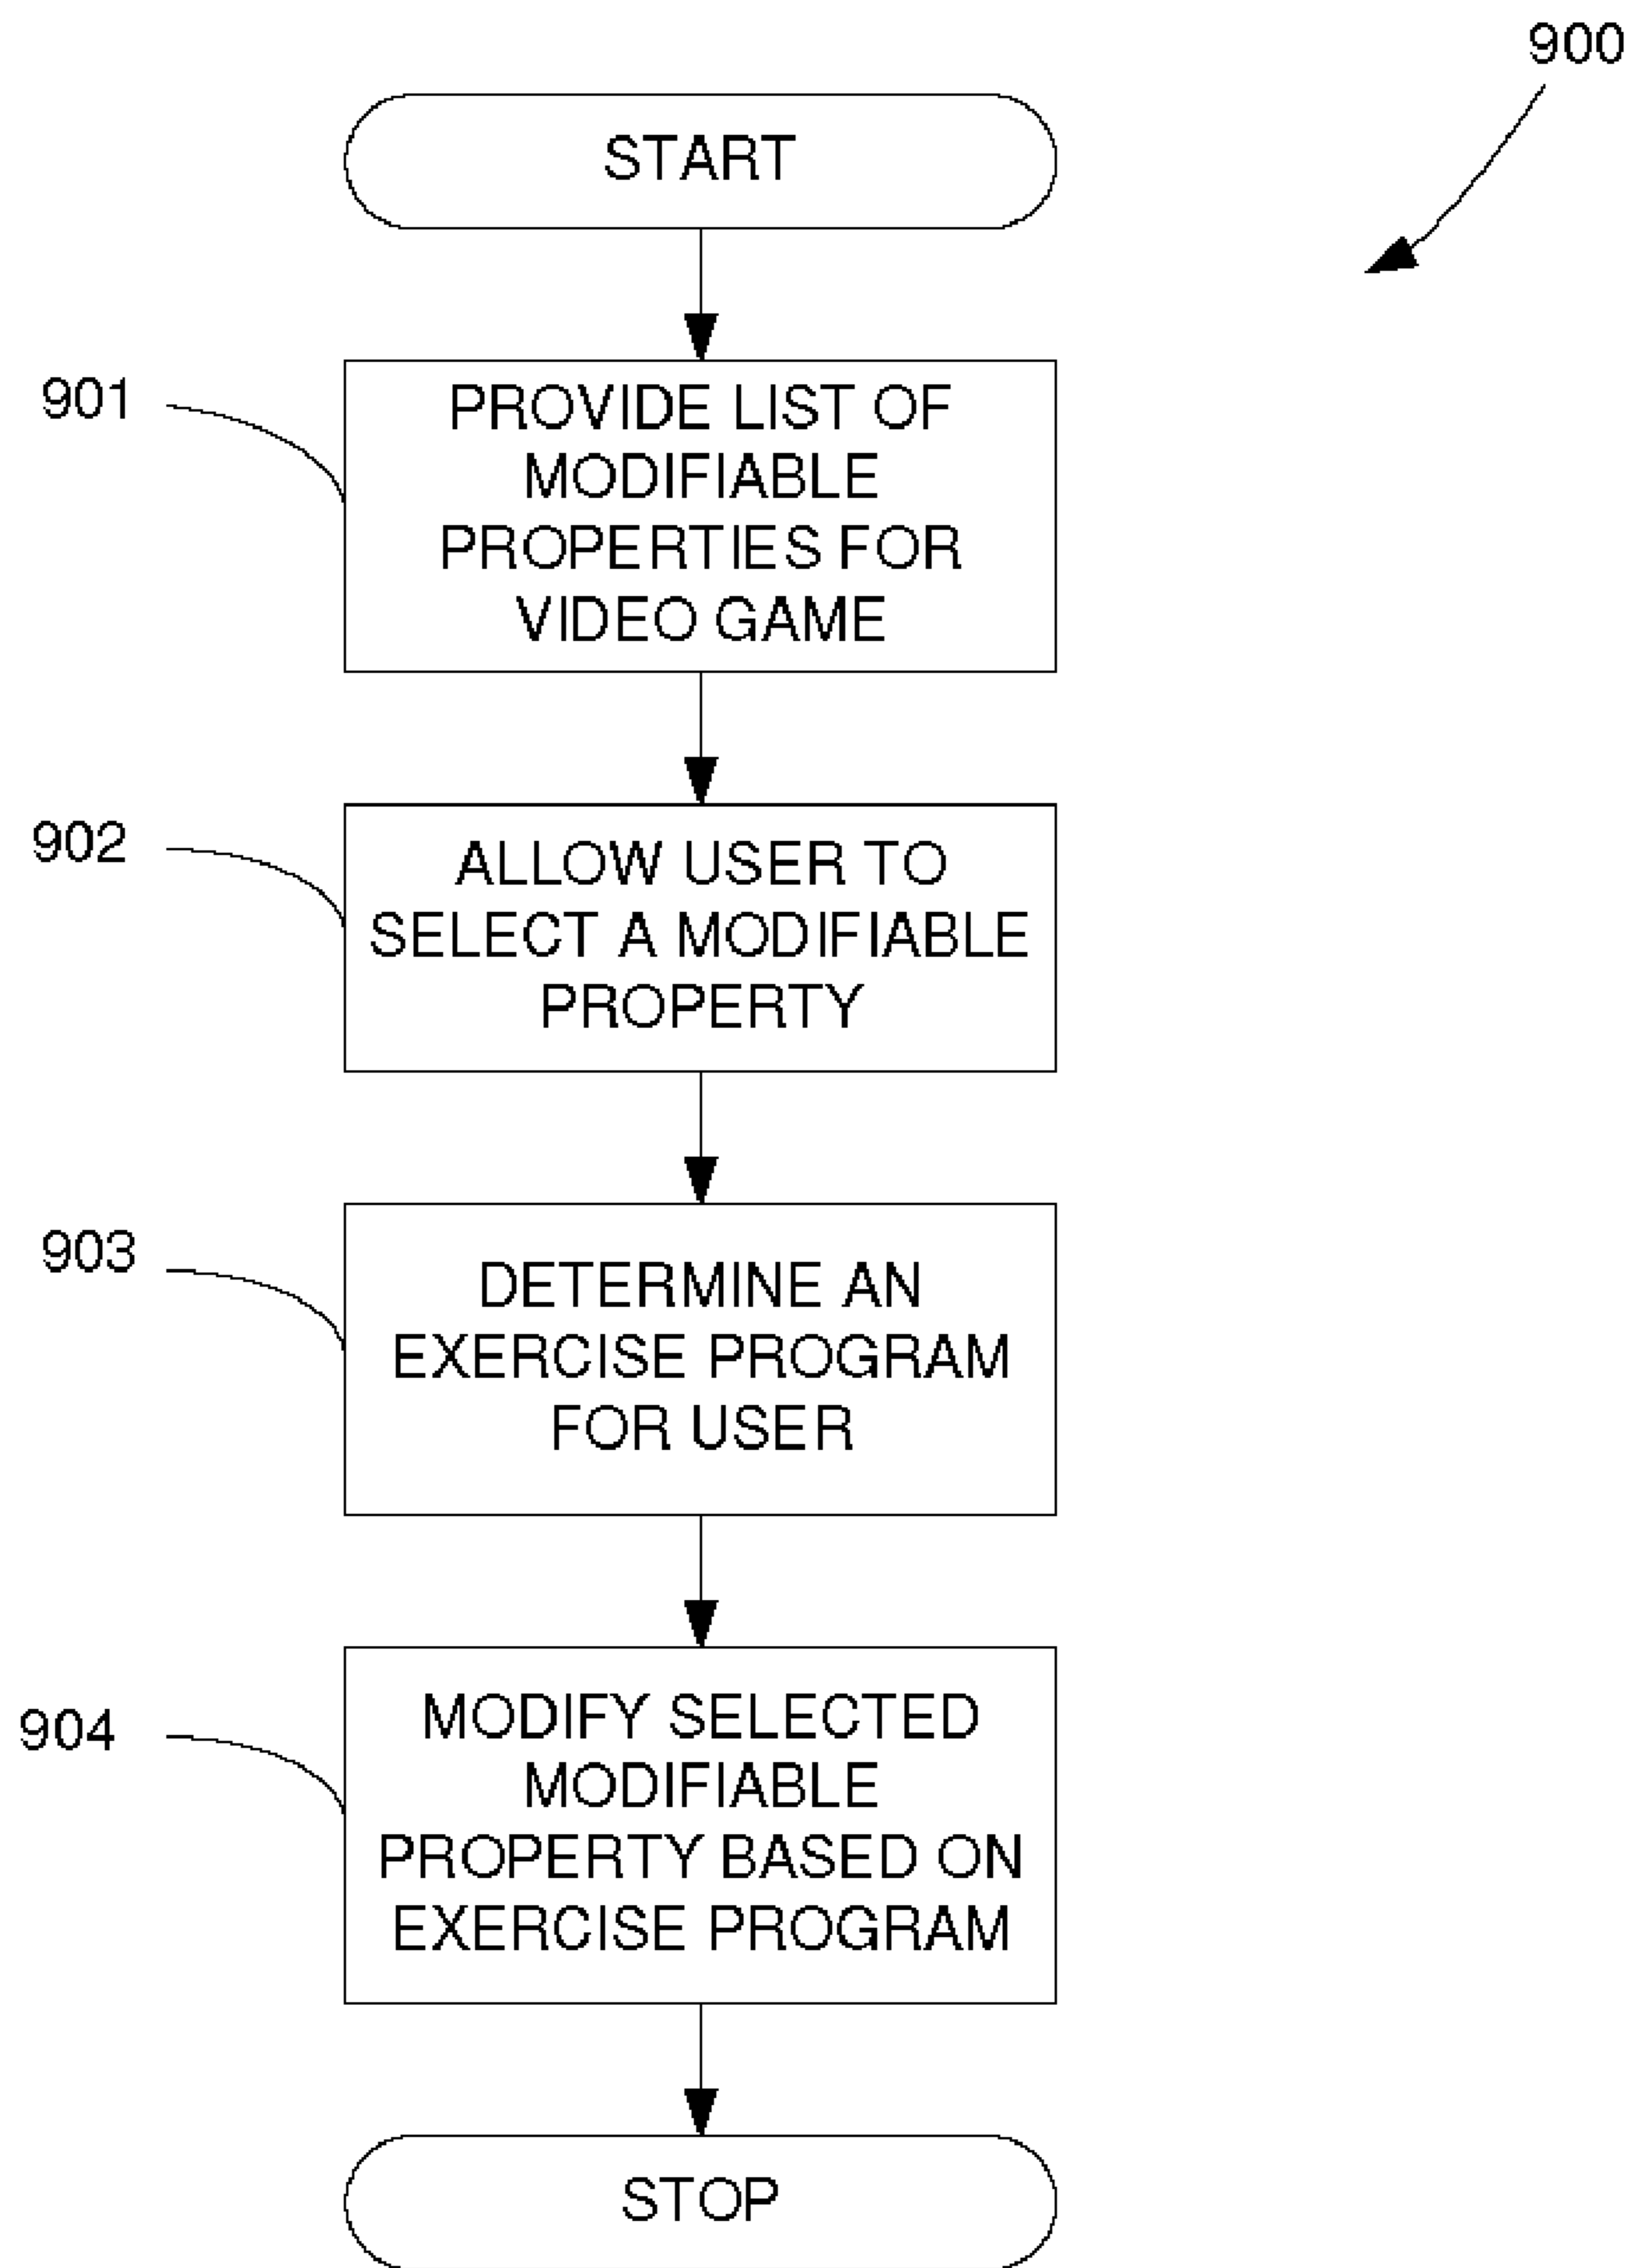 900
START
901
PROVIDE LIST OF
MODIFIABLE
PROPERTIES FOR
VIDEO GAME
902
ALLOW USER TO
SELECT A MODIFIABLE
PROPERTY
903
DETERMINE AN
EXERCISE PROGRAM
FOR USER
904
MODIFY SELECTED
MODIFIABLE
PROPERTY BASED ON
EXERCISE PROGRAM
STOP